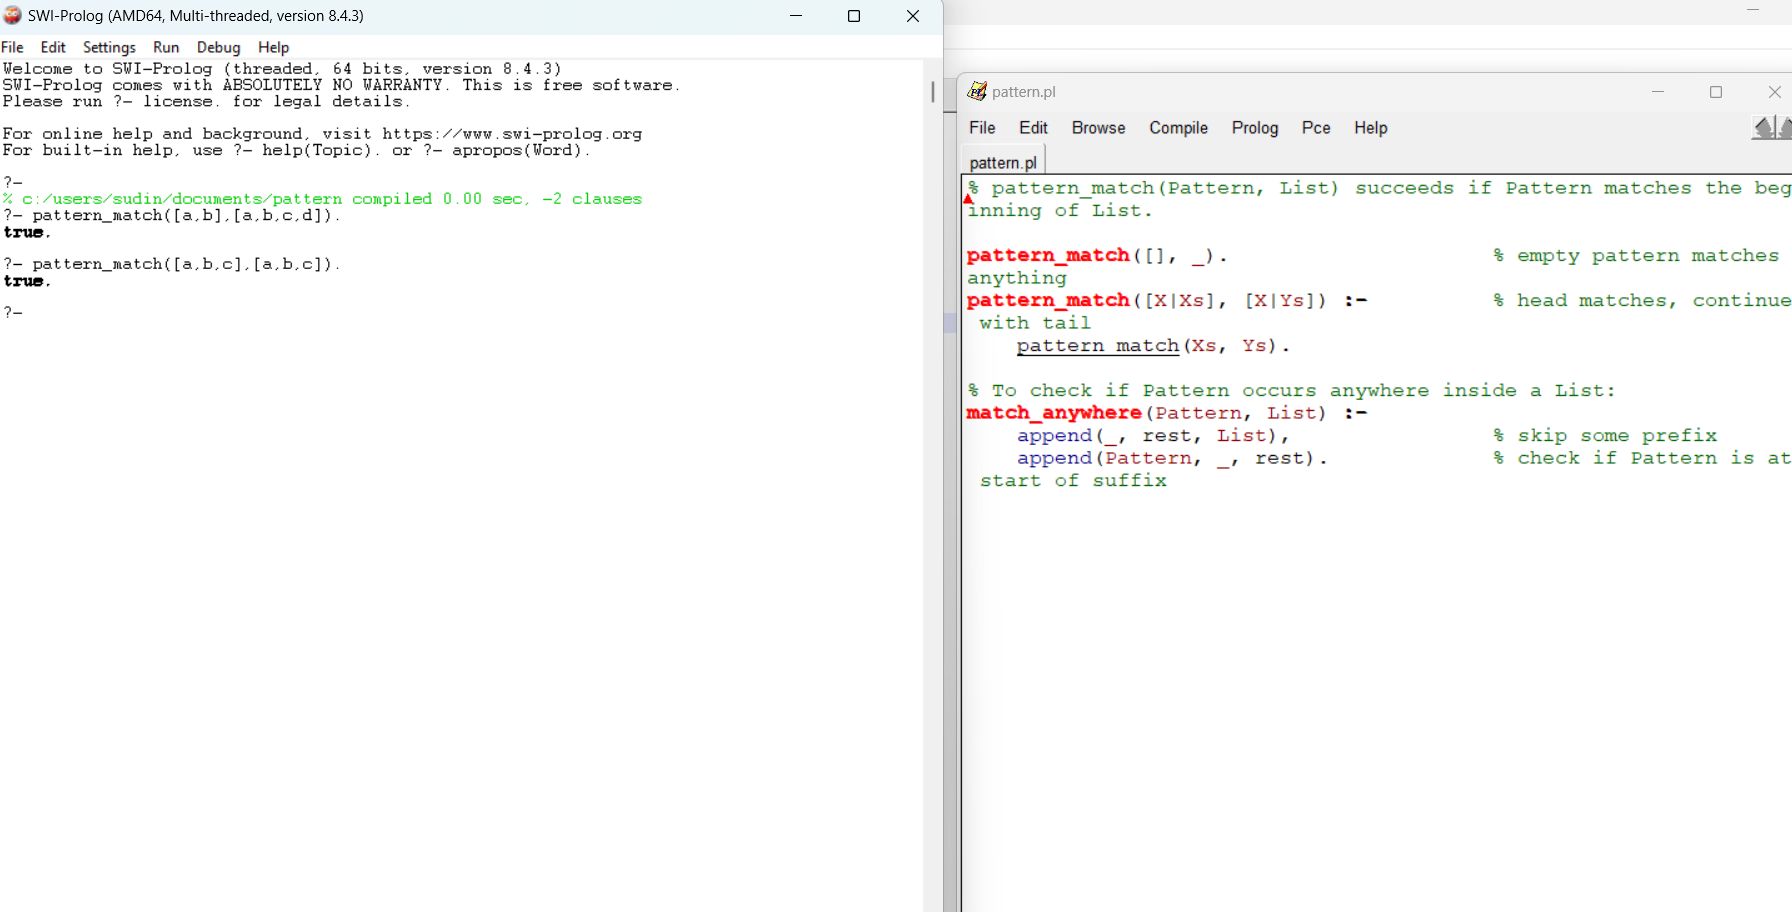 SWI-Prolog (AMD64, Multi-threaded, version 8.4.3)
File Edit Settings Run Debug Help
Welcome to SWI-Prolog (threaded, 64 bits, version 8.4.3)
SWI-Prolog comes with ABSOLUTELY NO WARRANTY. This is free software.
Please run ?- license. for legal details.
For online help and background, visit https://www.swi-prolog.org
For built-in help, use ?- help(Topic). or ?- apropos(Word).
?-
% c:/users/sudin/documents/pattern compiled 0.00 sec, -2 clauses
?- pattern_match([a,b],[a,b,c,d]).
true.
?- pattern_match([a,b,c],[a,b,c]).
true.
?-
pattern.pl
File Edit Browse Compile Prolog Pce Help
pattern.pl
% pattern_match(Pattern, List) succeeds if Pattern matches the beg
inning of List.
pattern_match([], _). % empty pattern matches
anything
pattern_match([X|Xs], [X|Ys]) :- % head matches, continue
with tail
pattern_match(Xs, Ys).
% To check if Pattern occurs anywhere inside a List:
match_anywhere(Pattern, List) :-
append(_, rest, List), % skip some prefix
append(Pattern, _, rest). % check if Pattern is at
start of suffix